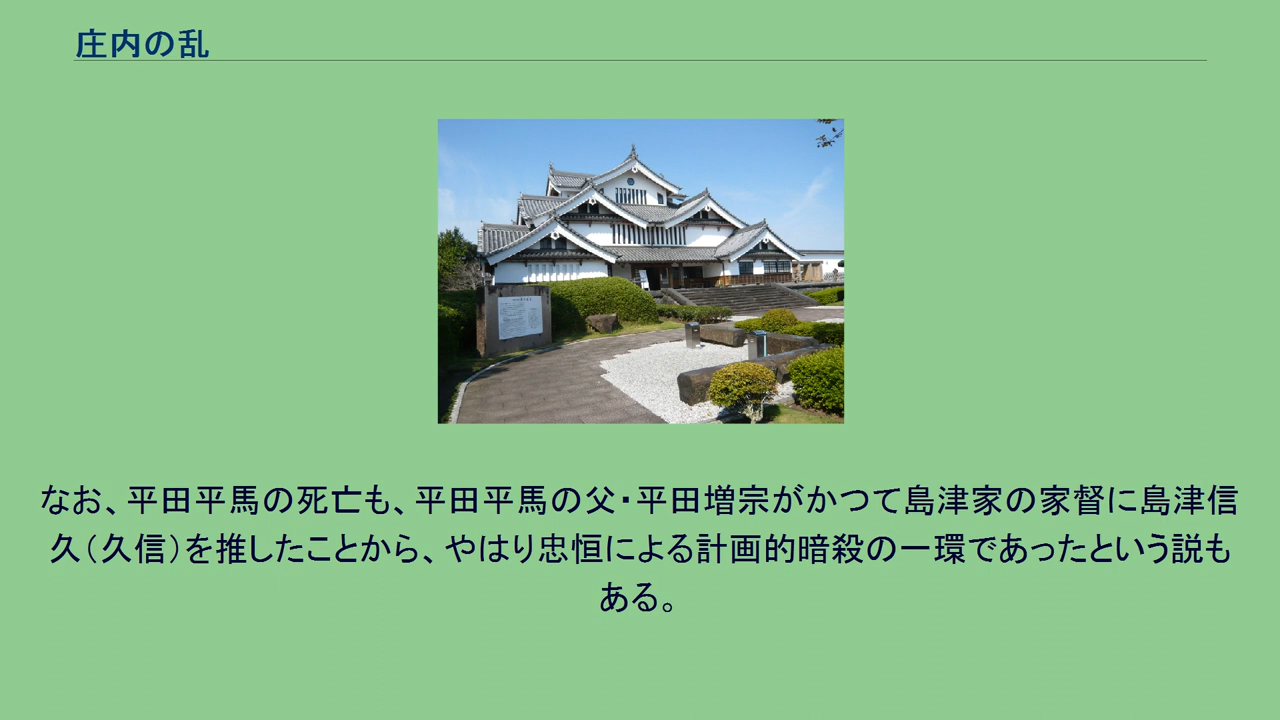 庄内の乱
なお、平田平馬の死亡も、平田平馬の父・平田増宗がかつて島津家の家督に島津信
久(久信)を推したことから、やはり忠恒による計画的暗殺の一環であったという説も
ある。